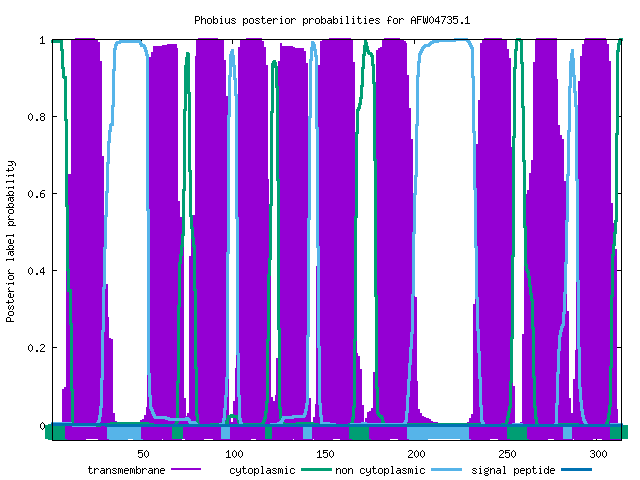 Phobius posterior probabilities for AFW04735.1
Posterior label probability
1
0.8
0.6
0.4
0.2
0
50 100 150 200 250 300
transmembrane cytoplasmic non cytoplasmic signal peptide